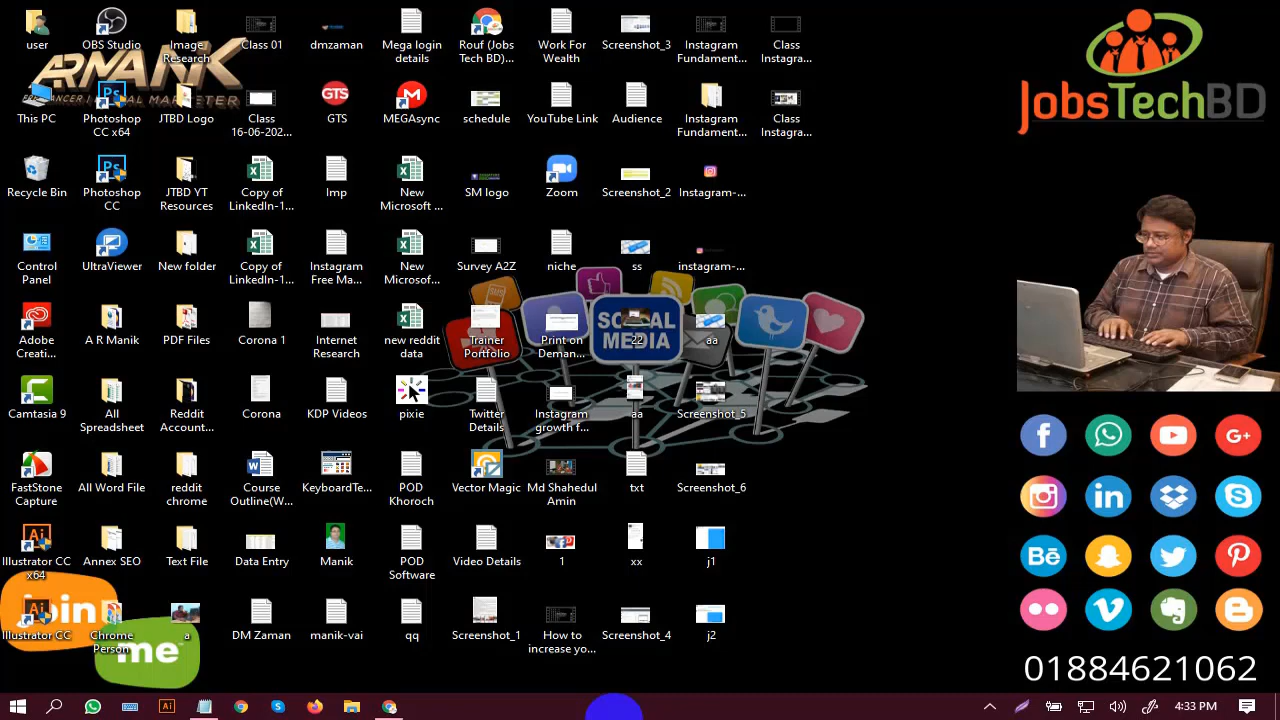 user
OBS Studio
Image
Research
Class 01
dmzaman
Mega login
details
Rouf (Jobs
Tech BD)...
Work For
Wealth
Screenshot_3
Instagram
Fundament...
Class
Instagra...
ARMANIK
JobsTechBD
This PC
Photoshop
CC x64
JTBD Logo
Class
16-06-202...
GTS
GTS
MEGAsync
schedule
YouTube Link
Audience
Instagram
Fundament...
Class
Instagra...
Recycle Bin
Photoshop
CC
JTBD YT
Resources
Copy of
LinkedIn-1...
Imp
New
Microsoft ...
SM logo
Zoom
Screenshot_2
Instagram-...
Control
Panel
UltraViewer
New folder
Copy of
LinkedIn-1...
Instagram
Free Ma...
New
Microsof...
Survey A2Z
niche
ss
instagram-...
Adobe
Creati...
A R Manik
PDF Files
Corona 1
Internet
Research
new reddit
data
Trainer
Portfolio
Print on
Deman...
22
aa
SOCIAL
MEDIA
Camtasia 9
All
Spreadsheet
Reddit
Account...
Corona
KDP Videos
pixie
Twitter
Details
Instagram
growth f...
aa
Screenshot_5
FastStone
Capture
All Word File
reddit
chrome
Course
Outline(W...
KeyboardTe...
POD
Khoroch
Vector Magic
Md Shahedul
Amin
txt
Screenshot_6
Illustrator CC
x64
Annex SEO
Text File
Data Entry
Manik
POD
Software
Video Details
1
xx
j1
Illustrator CC
Chrome
Person
a
DM Zaman
manik-vai
qq
Screenshot_1
How to
increase yo...
Screenshot_4
j2
join
me
01884621062
4:33 PM